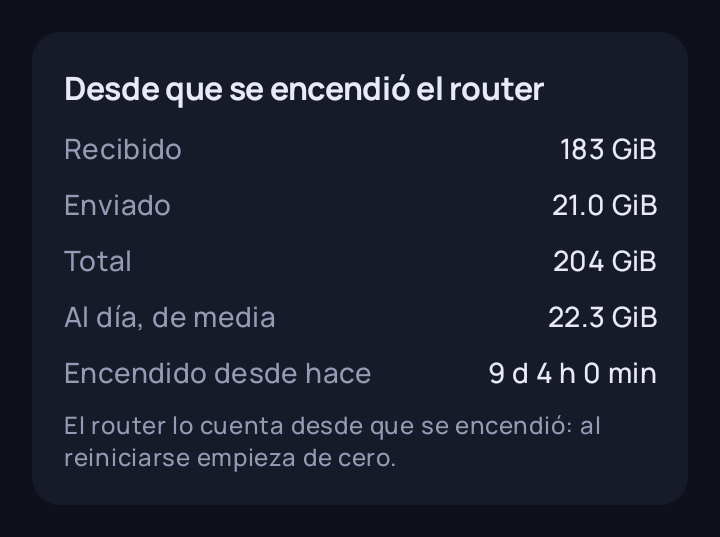 Desde que se encendió el router
Recibido 183 GiB
Enviado 21.0 GiB
Total 204 GiB
Al día, de media 22.3 GiB
Encendido desde hace 9 d 4 h 0 min
El router lo cuenta desde que se encendió: al
reiniciarse empieza de cero.